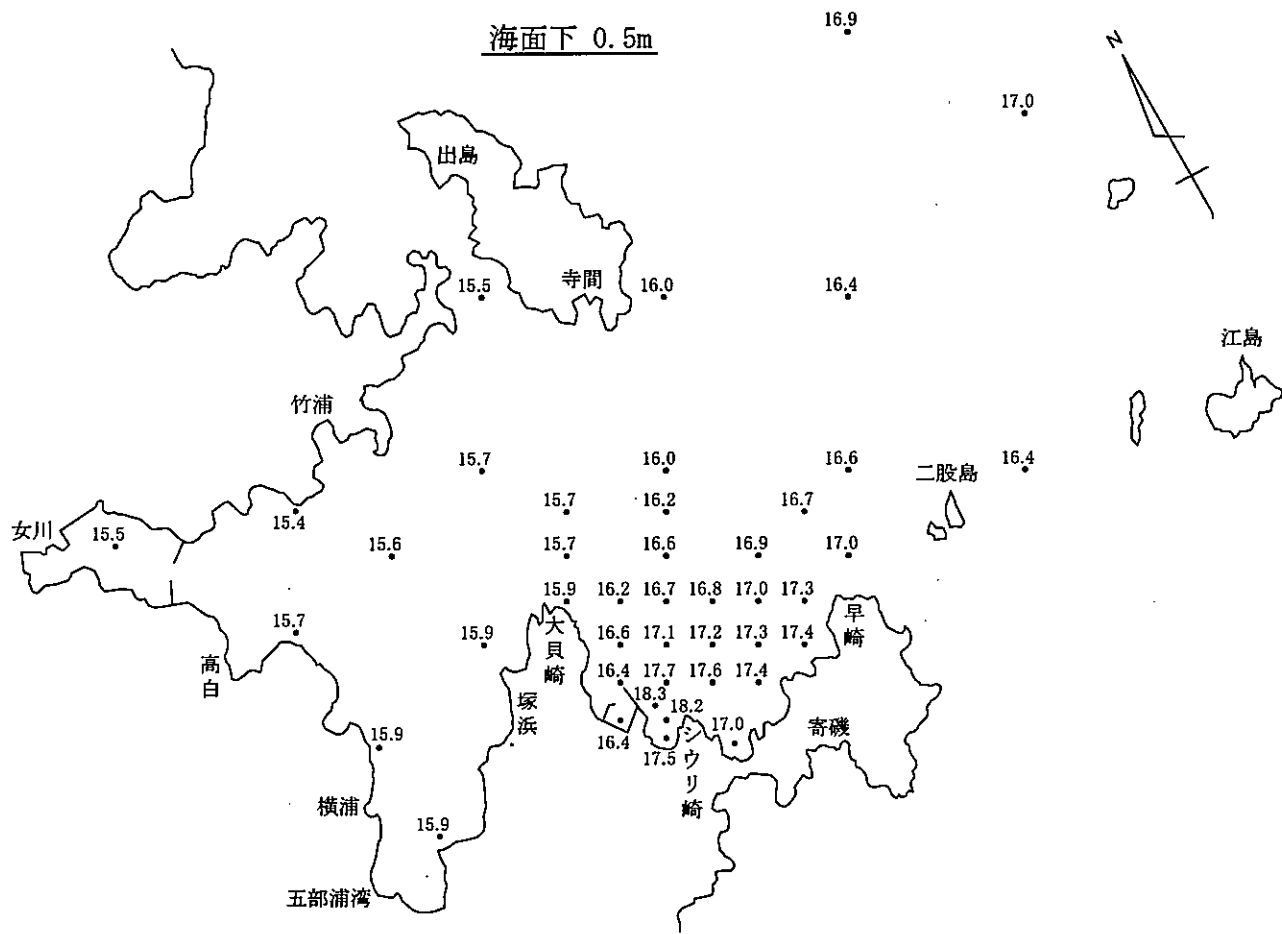 海面下 0.5m
16.9
N
17.0
出島
寺間
15.5
16.0
16.4
江島
竹浦
15.7
16.0
16.6
16.4
二股島
15.7
16.2
16.7
女川
15.5
15.4
15.6
15.7
16.6
16.9
17.0
15.9
16.2
16.7
16.8
17.0
17.3
早崎
15.7
15.9
大貝崎
16.6
17.1
17.2
17.3
17.4
高白
16.4
17.7
17.6
17.4
塚浜
18.3
18.2
寄磯
15.9
16.4
17.5
シウリ崎
17.0
横浦
15.9
五部浦湾